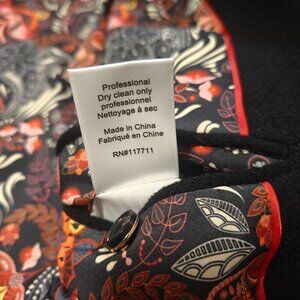 Professional
Dry clean only
professionnel
Nettoyage à sec
Made in China
Fabriqué en Chine
RN#117711